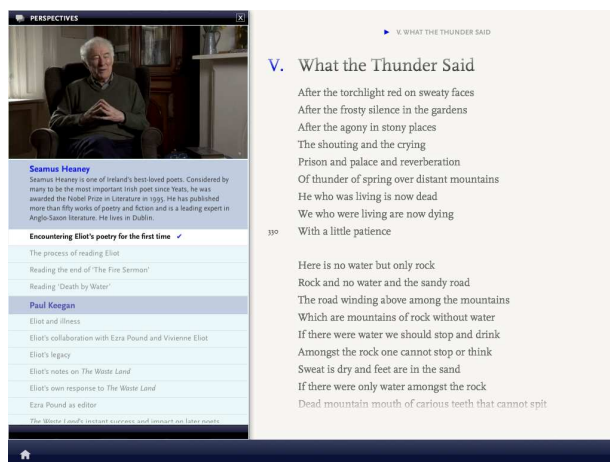 PERSPECTIVES
X
Seamus Heaney
Seamus Heaney is one of Ireland's best-loved poets. Considered by
many to be the most important Irish poet since Yeats, he was
awarded the Nobel Prize in Literature in 1995. He has published
more than fifty works of poetry and fiction and is a leading expert in
Anglo-Saxon literature. He lives in Dublin.
Encountering Eliot's poetry for the first time ✔
The process of reading Eliot
Reading the end of 'The Fire Sermon'
Reading 'Death by Water'
Paul Keegan
Eliot and illness
Eliot's collaboration with Ezra Pound and Vivienne Eliot
Eliot's legacy
Eliot's notes on The Waste Land
Eliot's own response to The Waste Land
Ezra Pound as editor
The Waste Land's instant success and impact on later poets
▶ V. WHAT THE THUNDER SAID
V. What the Thunder Said
After the torchlight red on sweaty faces
After the frosty silence in the gardens
After the agony in stony places
The shouting and the crying
Prison and palace and reverberation
Of thunder of spring over distant mountains
He who was living is now dead
We who were living are now dying
330 With a little patience
Here is no water but only rock
Rock and no water and the sandy road
The road winding above among the mountains
Which are mountains of rock without water
If there were water we should stop and drink
Amongst the rock one cannot stop or think
Sweat is dry and feet are in the sand
If there were only water amongst the rock
Dead mountain mouth of carious teeth that cannot spit